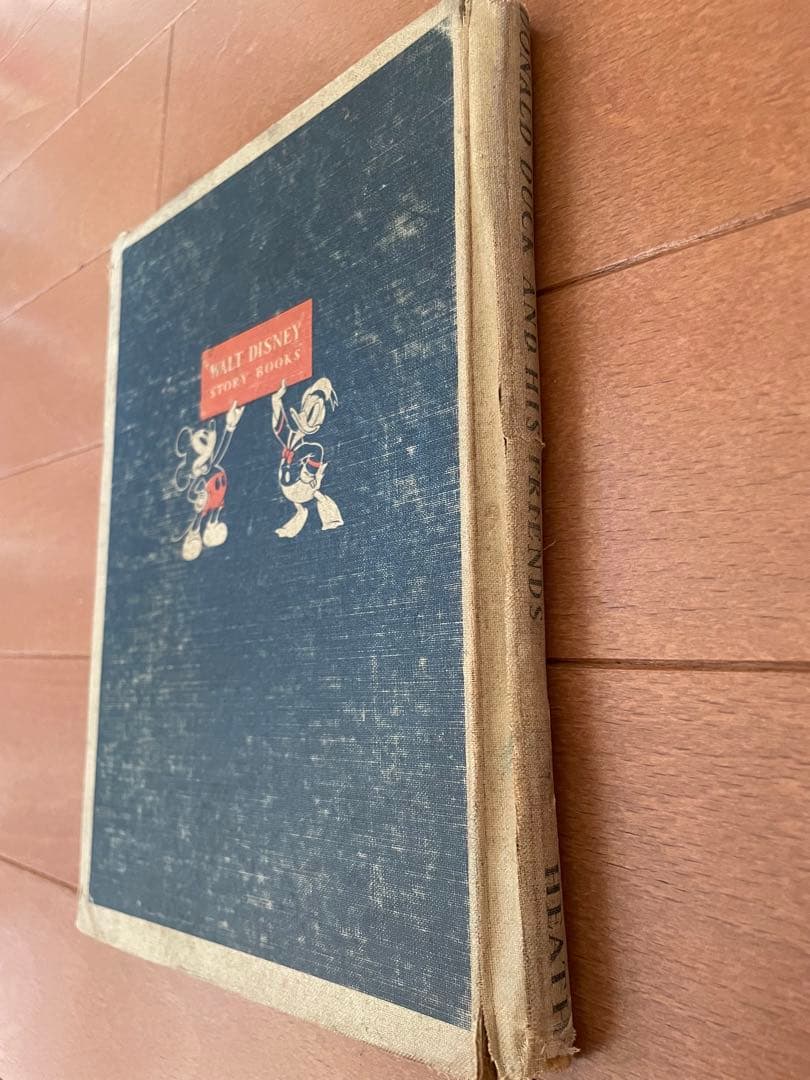 WALT DISNEY
STORY BOOKS
DONALD DUCK AND HIS FRIENDS
HEATH